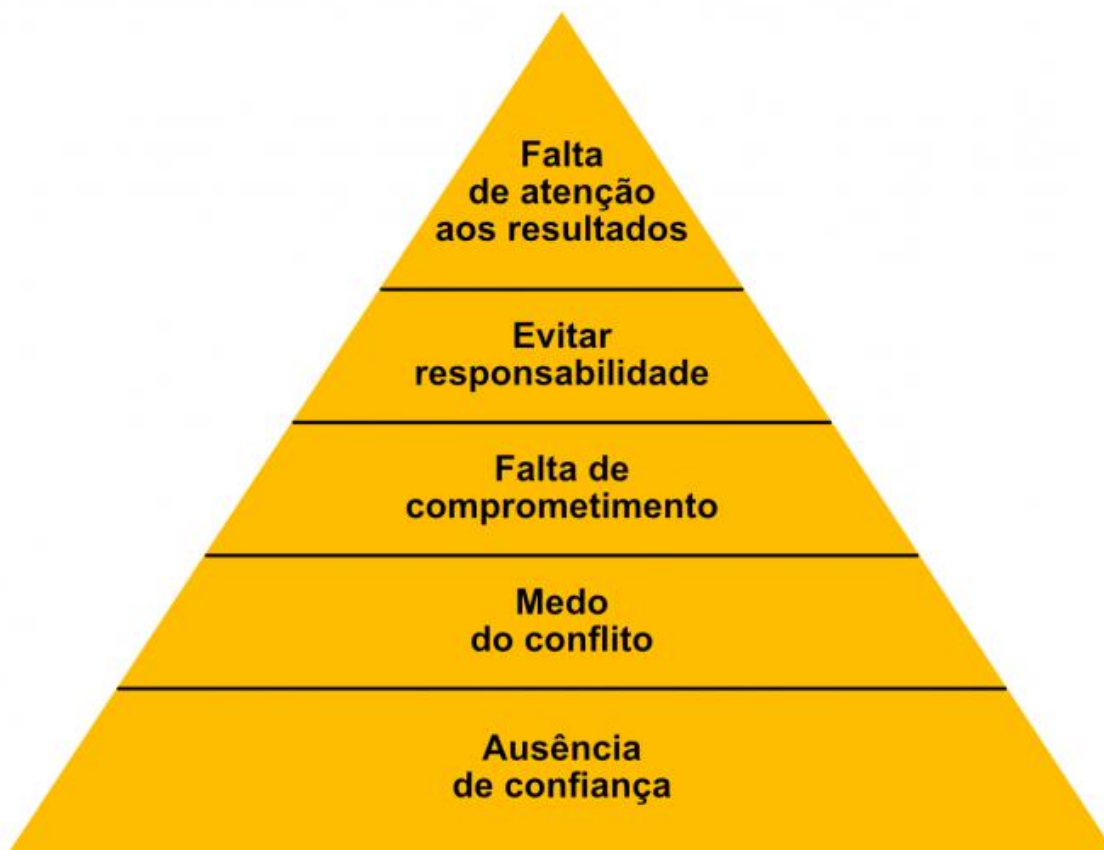 Falta
de atenção
aos resultados
Evitar
responsabilidade
Falta de
comprometimento
Medo
do conflito
Ausência
de confiança